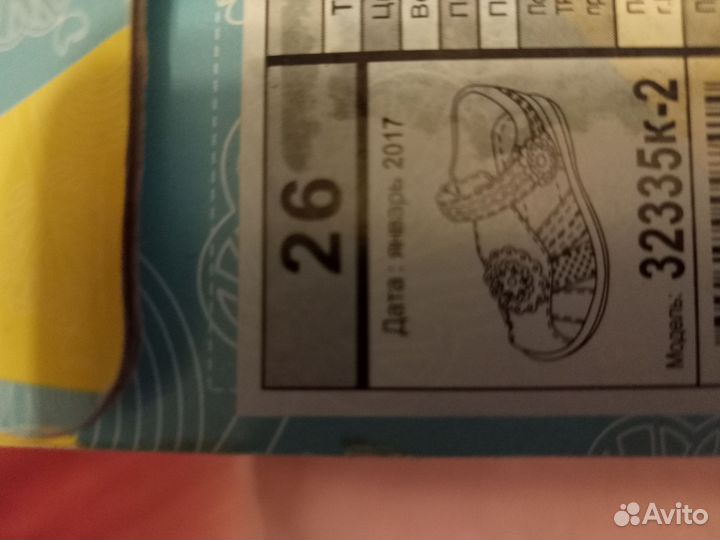 26
Дата : январь 2017
Модель: 32335к-2
Avito